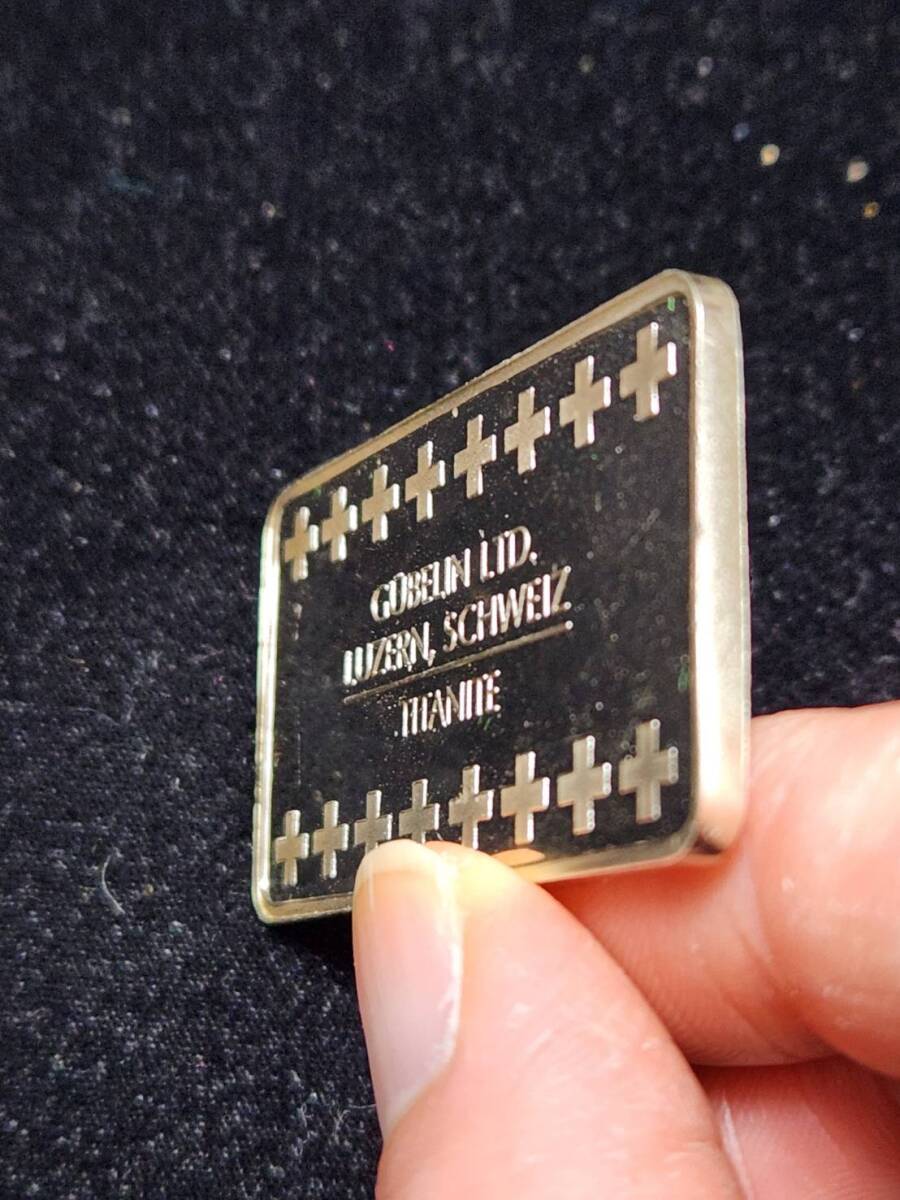 GÜBELIN LTD.
LUZERN, SCHWEIZ
TITANITE